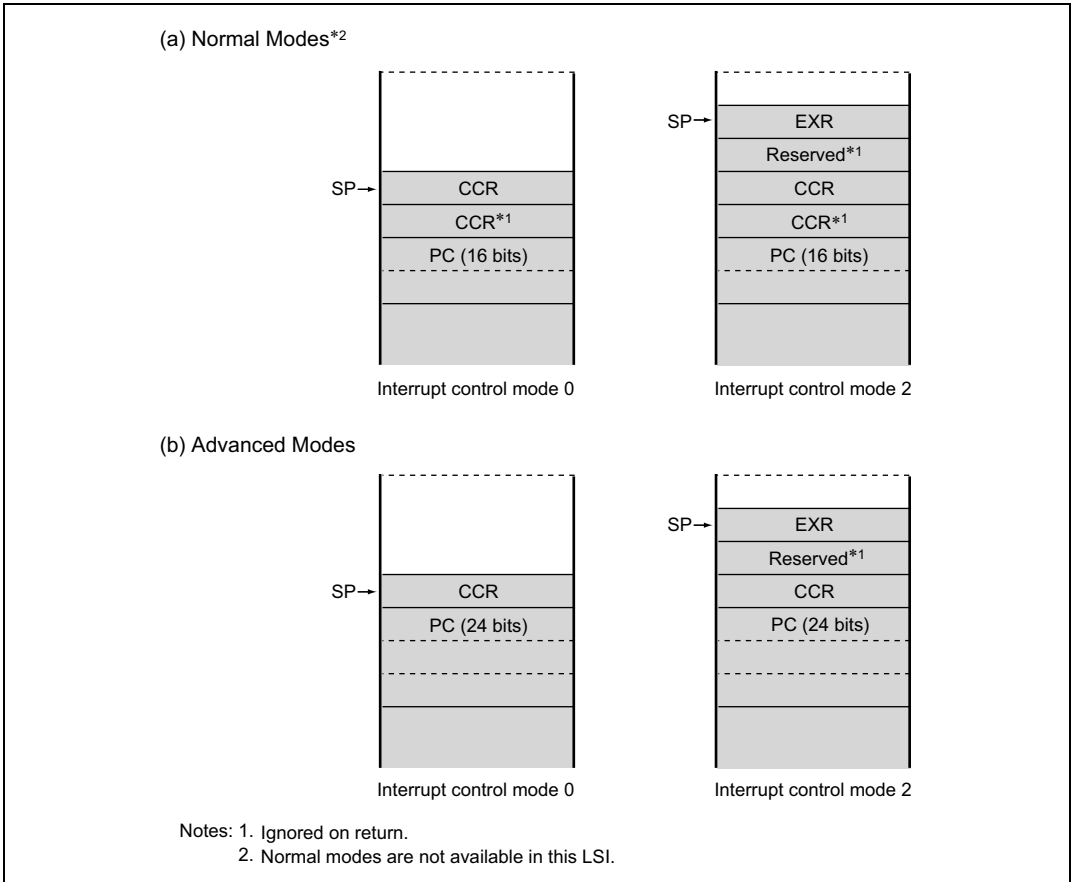 (a) Normal Modes*2
SP→ CCR
CCR*1
PC (16 bits)
Interrupt control mode 0
SP→ EXR
Reserved*1
CCR
CCR*1
PC (16 bits)
Interrupt control mode 2
(b) Advanced Modes
SP→ CCR
PC (24 bits)
Interrupt control mode 0
SP→ EXR
Reserved*1
CCR
PC (24 bits)
Interrupt control mode 2
Notes: 1. Ignored on return.
2. Normal modes are not available in this LSI.